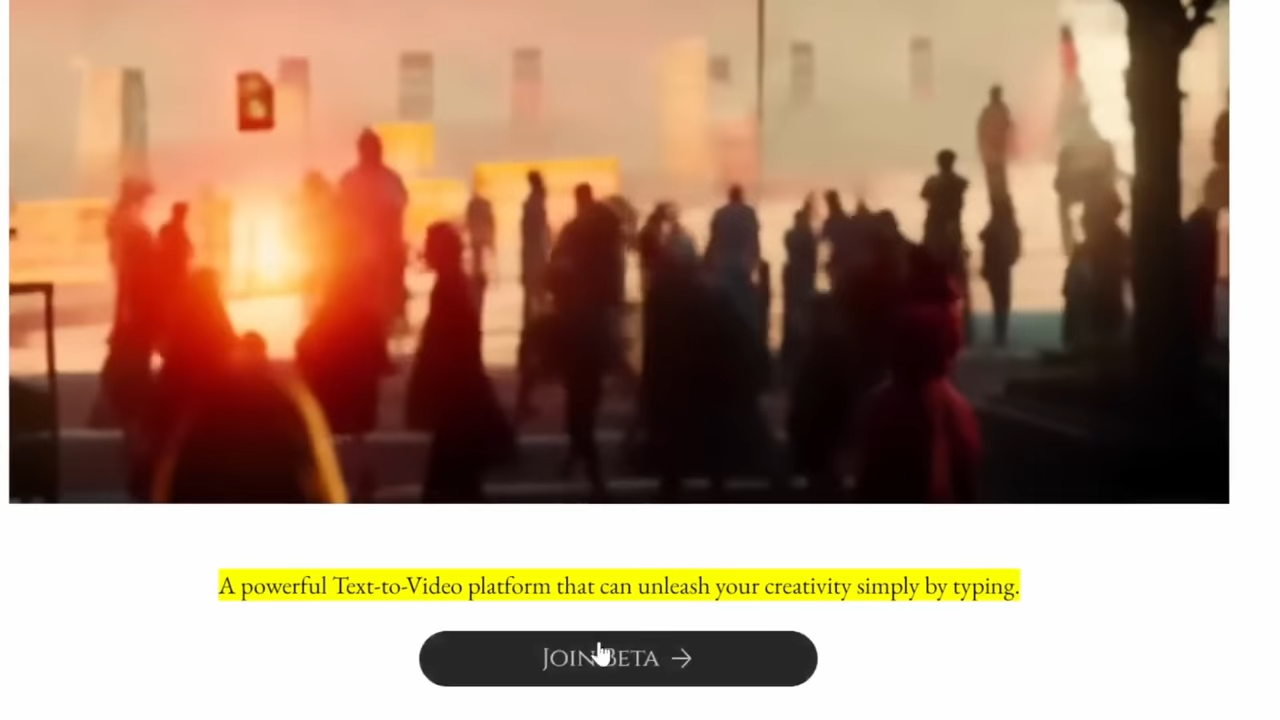 A powerful Text-to-Video platform that can unleash your creativity simply by typing.
Join Beta →